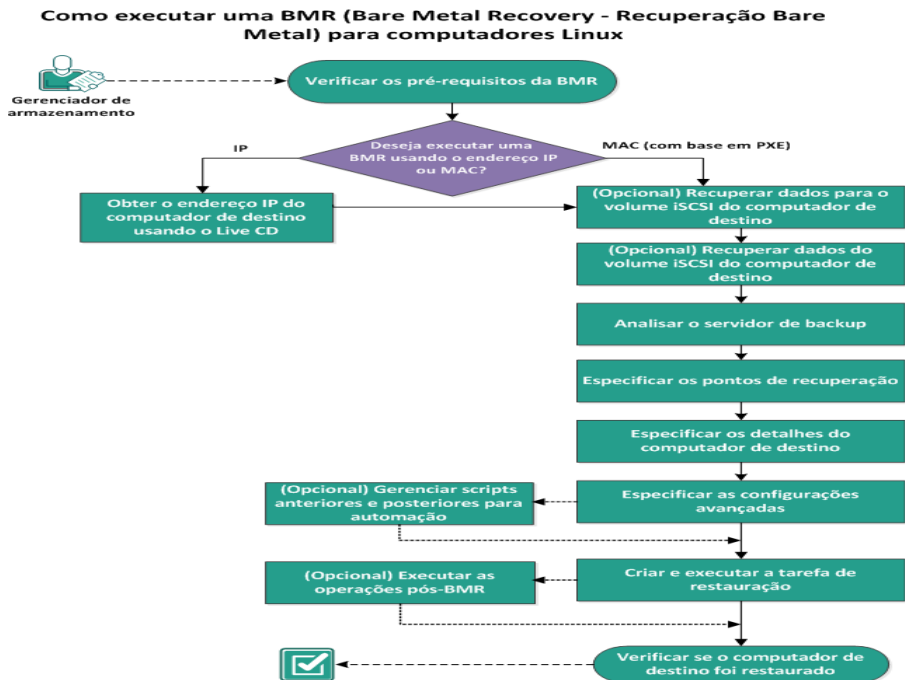 Como executar uma BMR (Bare Metal Recovery - Recuperação Bare
Metal) para computadores Linux
Gerenciador de
armazenamento
Verificar os pré-requisitos da BMR
Deseja executar uma
BMR usando o endereço IP
ou MAC?
IP
MAC (com base em PXE)
Obter o endereço IP do
computador de destino
usando o Live CD
(Opcional) Recuperar dados para o
volume iSCSI do computador de
destino
(Opcional) Recuperar dados do
volume iSCSI do computador de
destino
Analisar o servidor de backup
Especificar os pontos de recuperação
Especificar os detalhes do
computador de destino
(Opcional) Gerenciar scripts
anteriores e posteriores para
automação
Especificar as configurações
avançadas
(Opcional) Executar as
operações pós-BMR
Criar e executar a tarefa de
restauração
Verificar se o computador de
destino foi restaurado